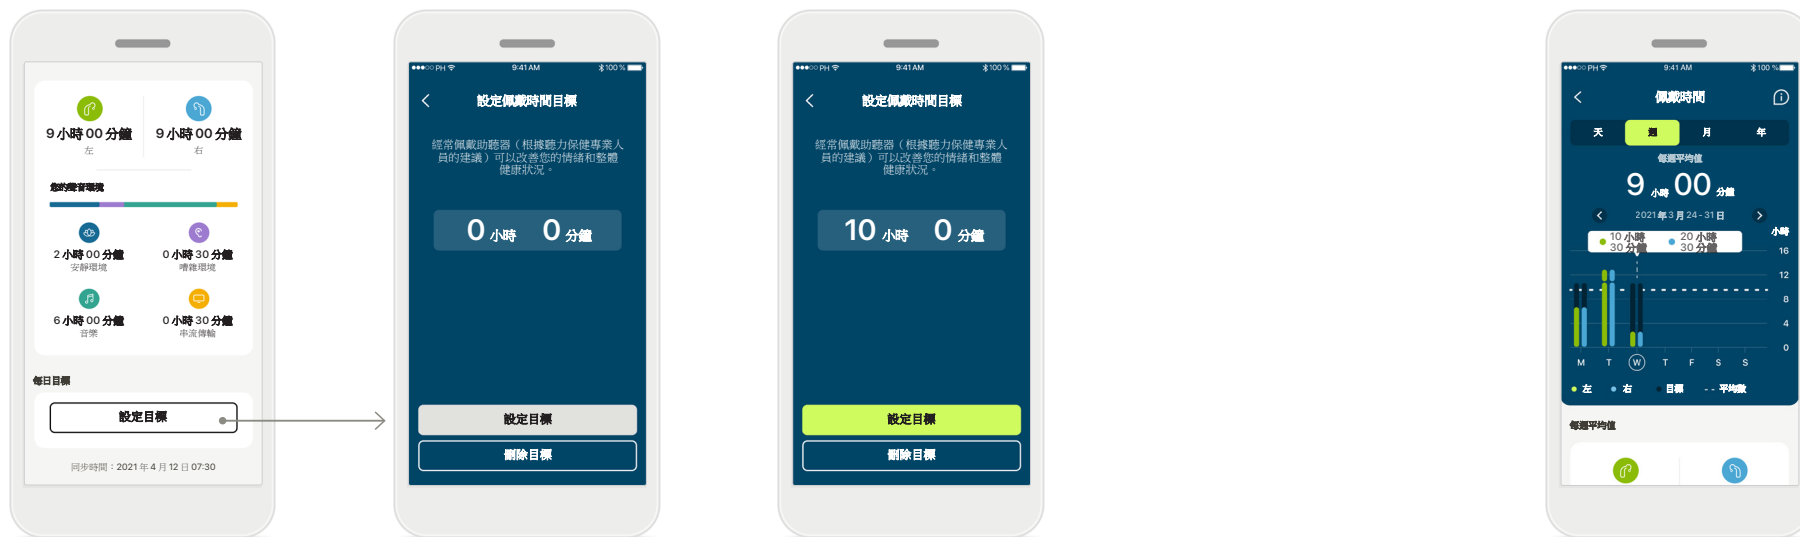 9 小時 00 分鐘
9 小時 00 分鐘
左
右
您的聲音環境
2 小時 00 分鐘
0 小時 30 分鐘
安靜環境
嘈雜環境
6 小時 00 分鐘
0 小時 30 分鐘
音樂
串流傳輸
每日目標
設定目標
同步時間：2021 年 4 月 12 日 07:30
PH
9:41 AM
100 %
設定佩戴時間目標
經常佩戴助聽器（根據聽力保健專業人
員的建議）可以改善您的情緒和整體
健康狀況。
0 小時 0 分鐘
設定目標
刪除目標
PH
9:41 AM
100 %
設定佩戴時間目標
經常佩戴助聽器（根據聽力保健專業人
員的建議）可以改善您的情緒和整體
健康狀況。
10 小時 0 分鐘
設定目標
刪除目標
PH
9:41 AM
100 %
佩戴時間
天 週 月 年
每週平均值
9 小時 00 分鐘
2021 年 3 月 24 - 31 日
小時
10 小時
30 分鐘
20 小時
30 分鐘
16
12
8
4
0
M T W T F S S
左 右 目標 平均數
每週平均值